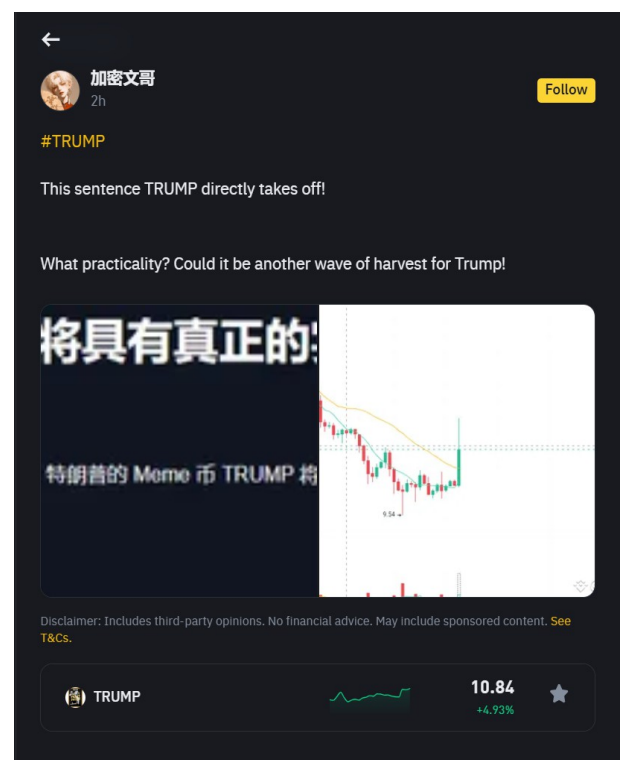 加密文哥
2h
Follow
#TRUMP
This sentence TRUMP directly takes off!
What practicality? Could it be another wave of harvest for Trump!
将具有真正的
特朗普的 Meme 币 TRUMP 将
9.54
Disclaimer: Includes third-party opinions. No financial advice. May include sponsored content. See
T&Cs.
TRUMP
10.84
+4.93%